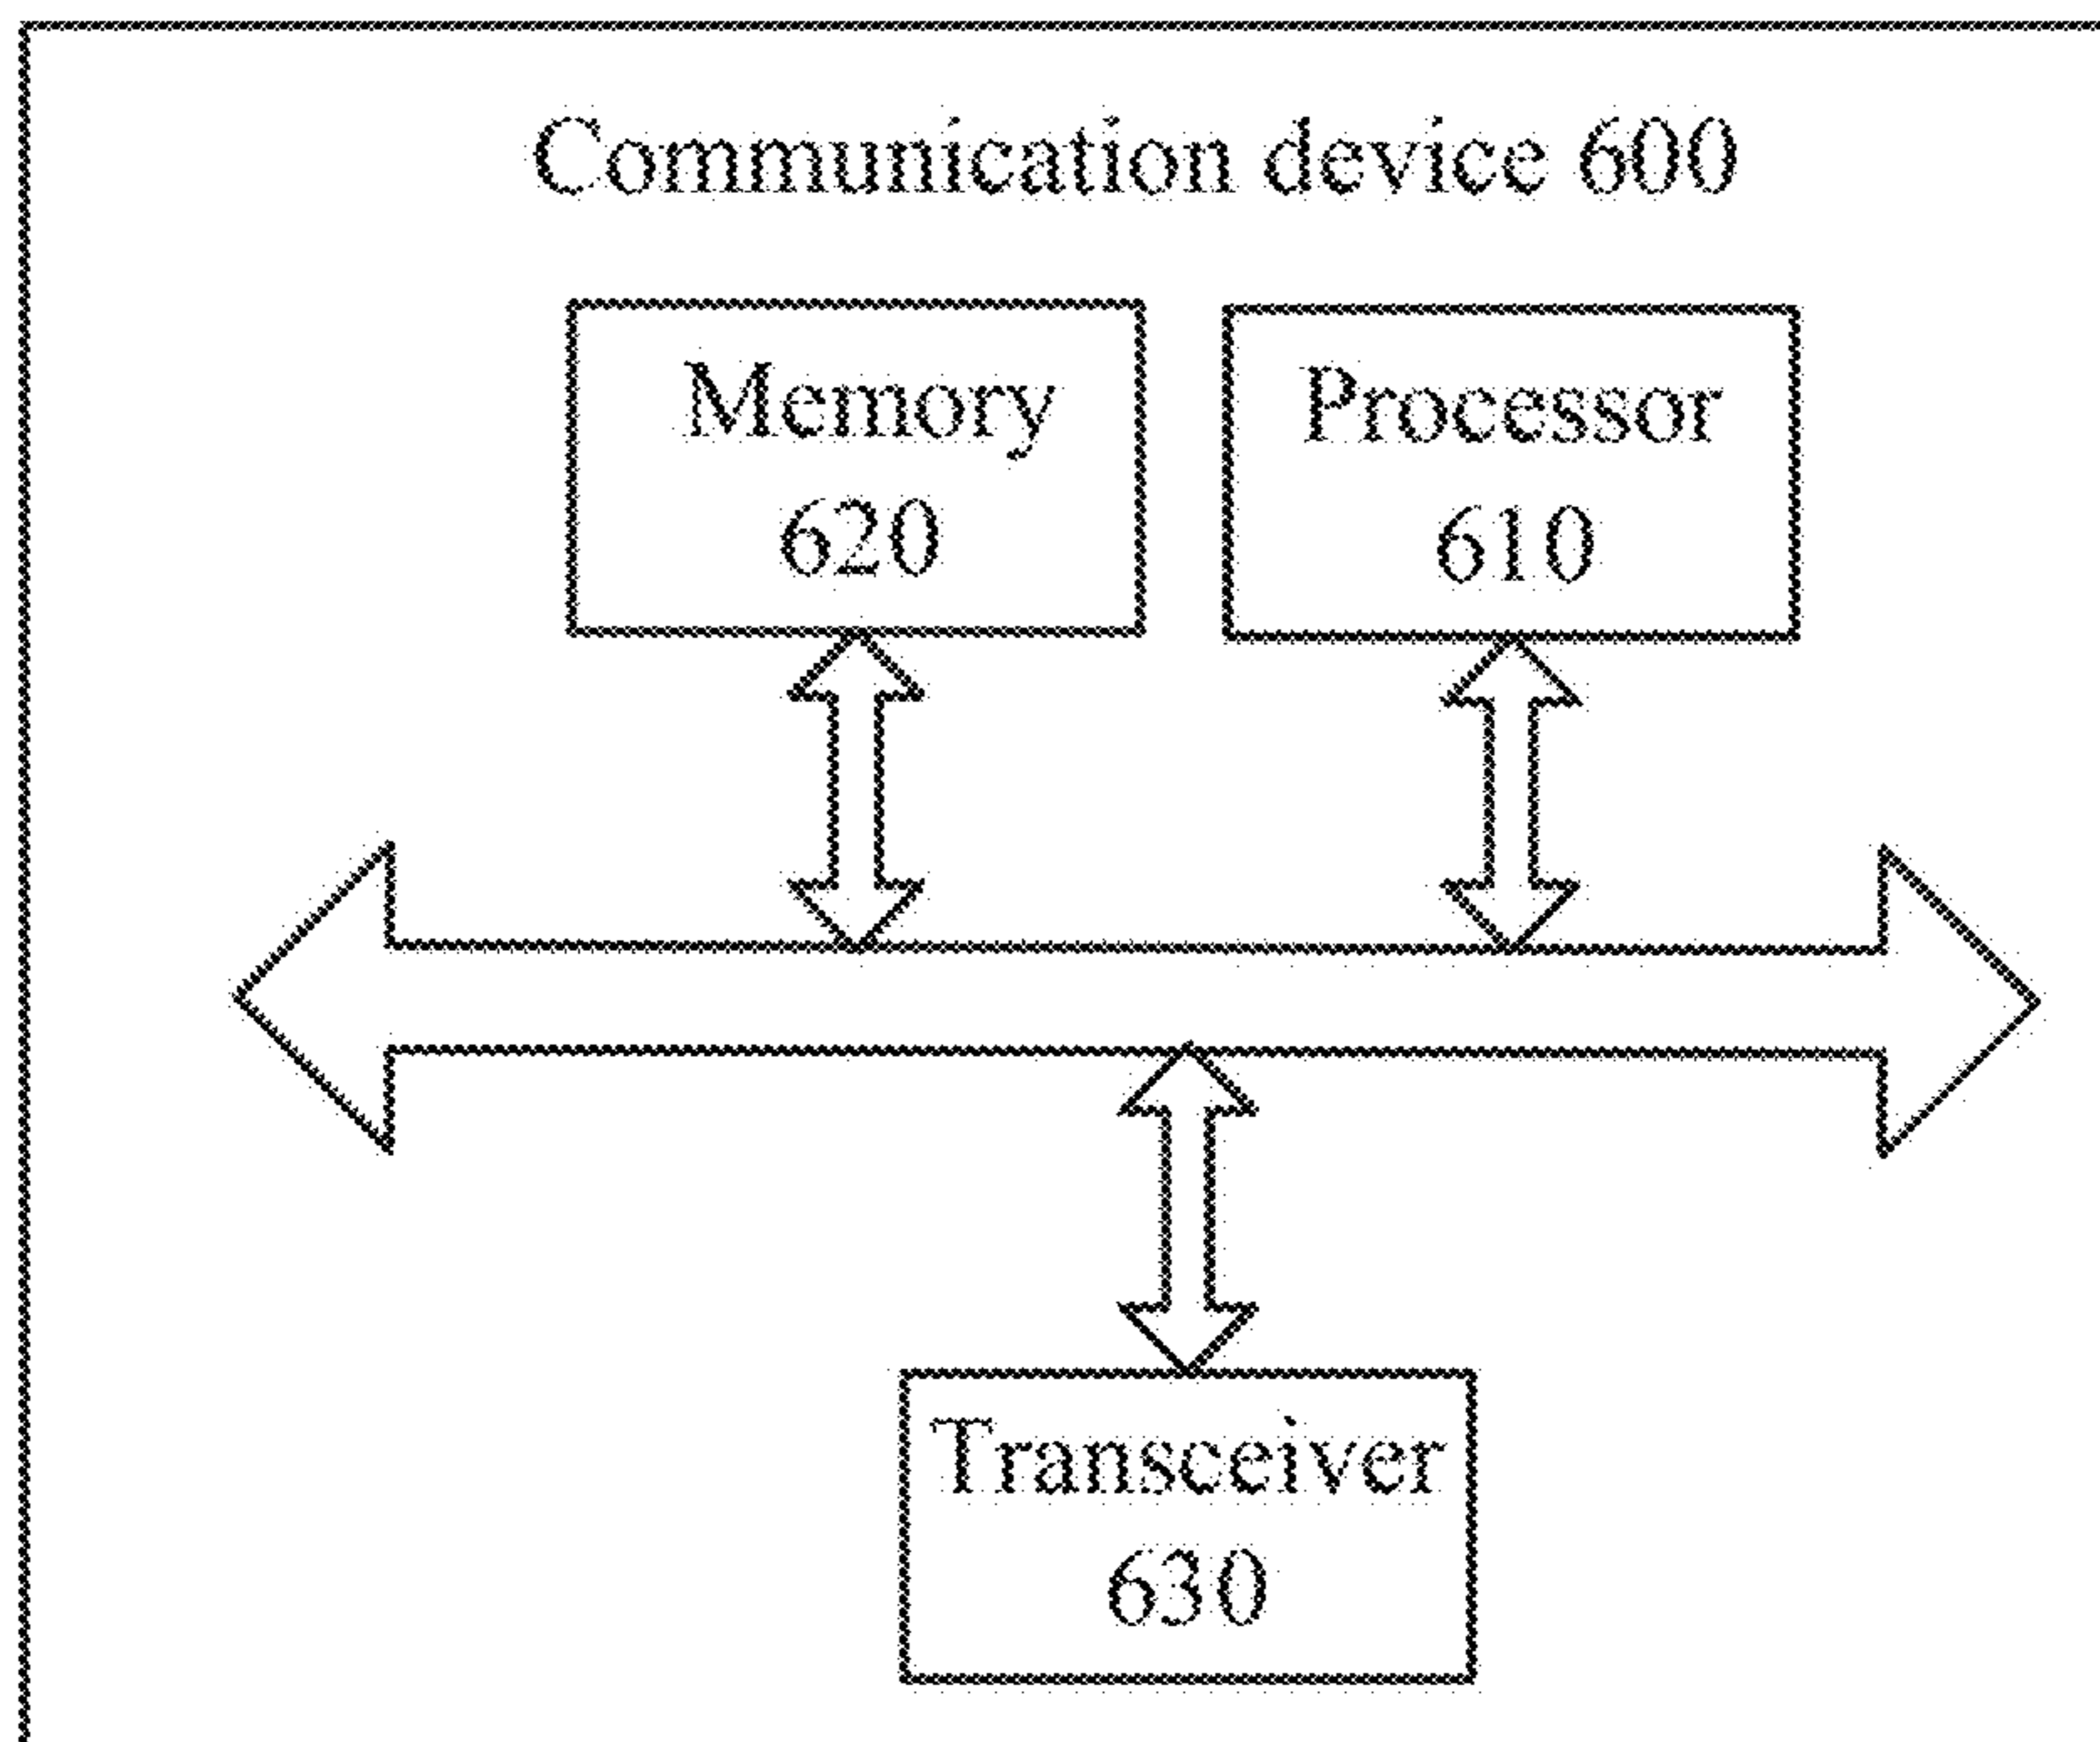 Communication device 600
Memory
620
Processor
610
Transceiver
630